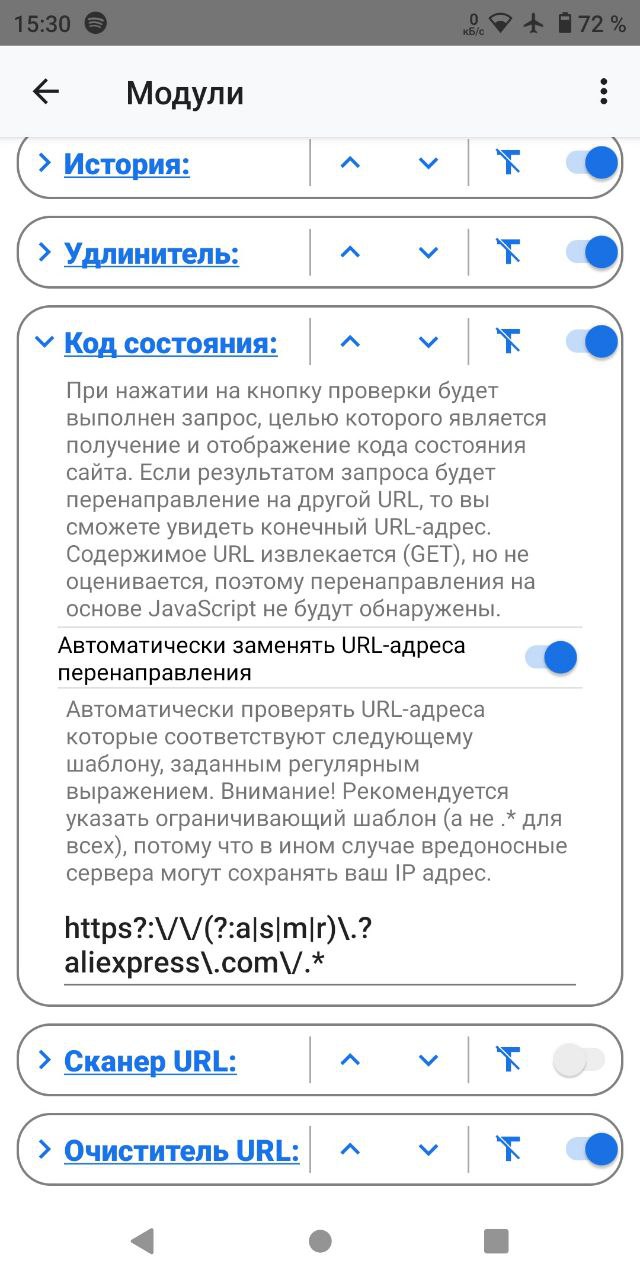 15:30
0
кБ/с
72 %
Модули
История:
Удлинитель:
Код состояния:
При нажатии на кнопку проверки будет
выполнен запрос, целью которого является
получение и отображение кода состояния
сайта. Если результатом запроса будет
перенаправление на другой URL, то вы
сможете увидеть конечный URL-адрес.
Содержимое URL извлекается (GET), но не
оценивается, поэтому перенаправления на
основе JavaScript не будут обнаружены.
Автоматически заменять URL-адреса
перенаправления
Автоматически проверять URL-адреса
которые соответствуют следующему
шаблону, заданным регулярным
выражением. Внимание! Рекомендуется
указать ограничивающий шаблон (а не .* для
всех), потому что в ином случае вредоносные
сервера могут сохранять ваш IP адрес.
https?:\/\/(?:a|s|m|r)\.?
aliexpress\.com\/.*
Сканер URL:
Очиститель URL: